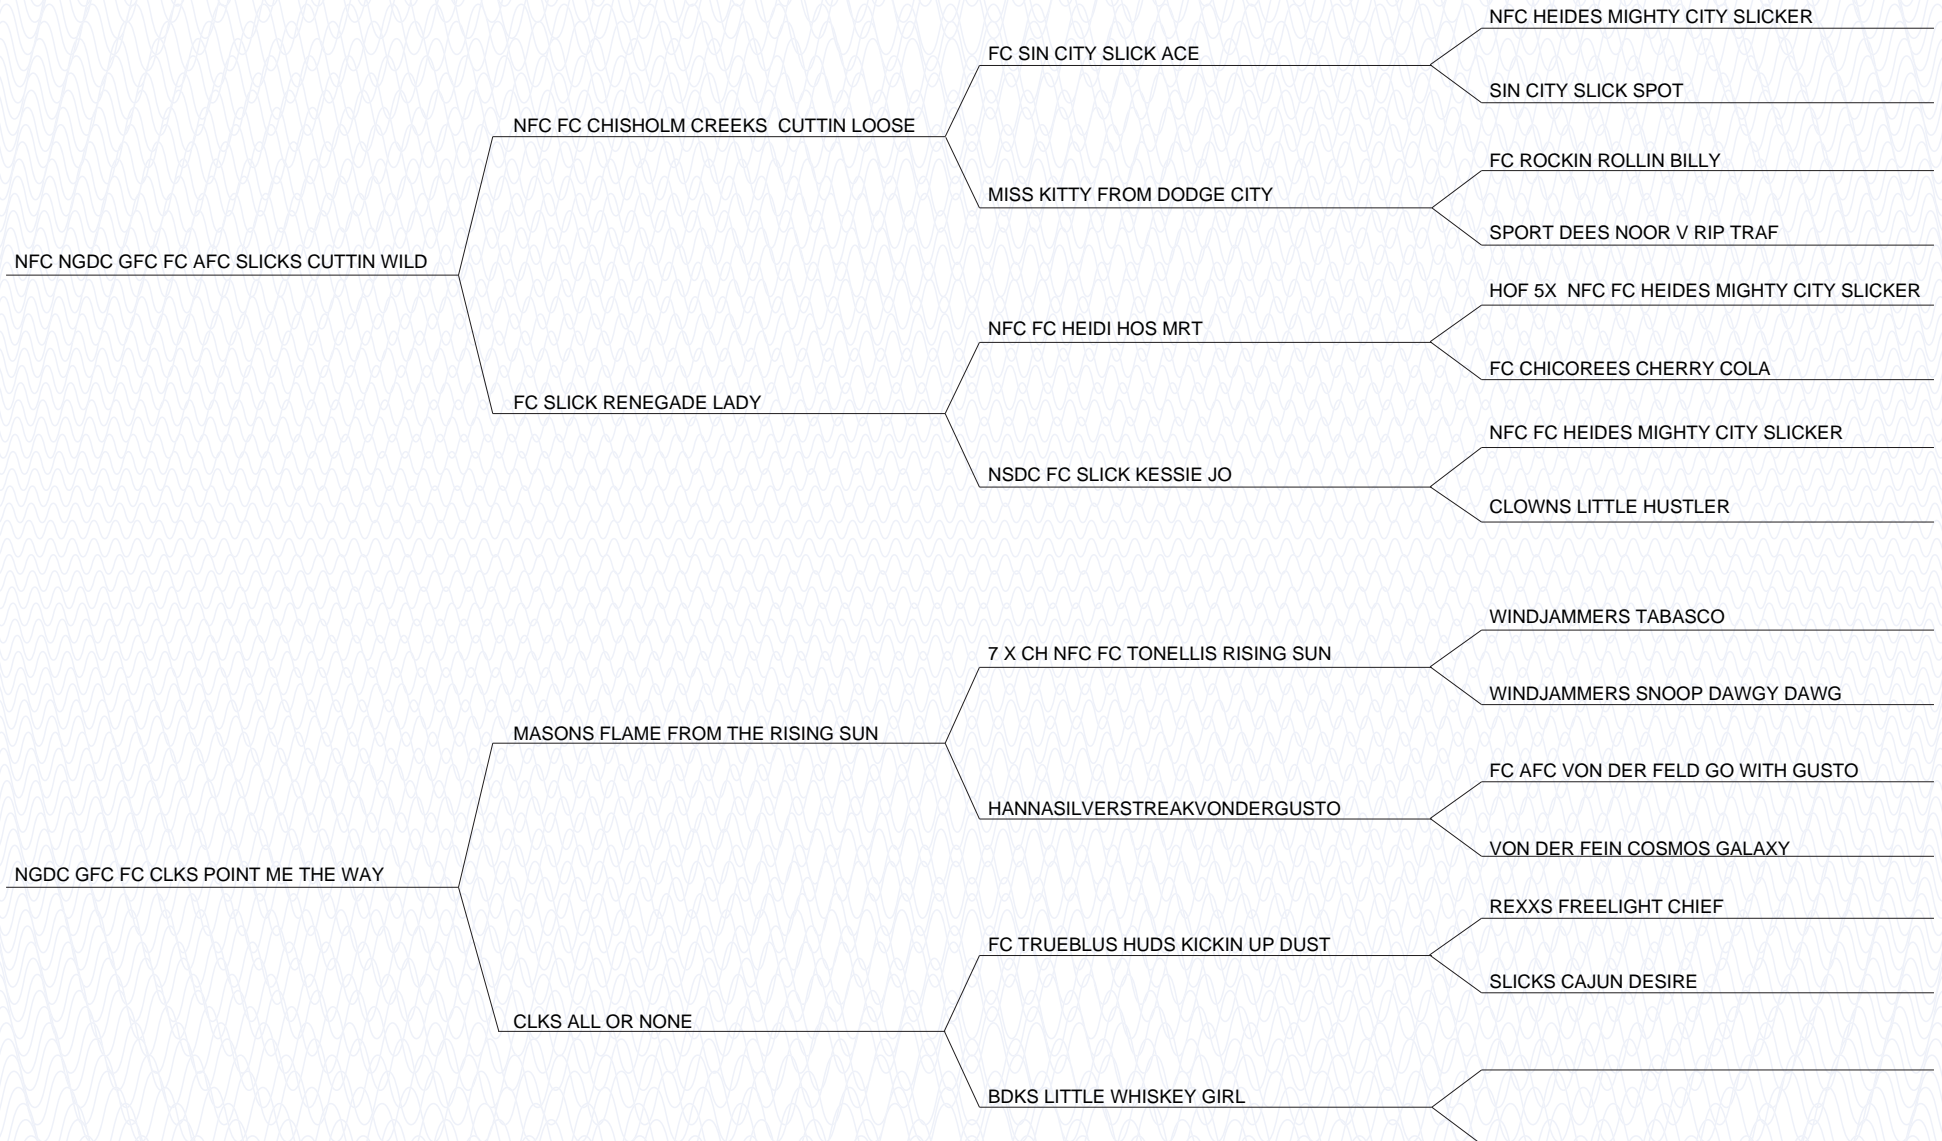 NFC HEIDES MIGHTY CITY SLICKER
FC SIN CITY SLICK ACE
SIN CITY SLICK SPOT
NFC FC CHISHOLM CREEKS  CUTTIN LOOSE
FC ROCKIN ROLLIN BILLY
MISS KITTY FROM DODGE CITY
SPORT DEES NOOR V RIP TRAF
NFC NGDC GFC FC AFC SLICKS CUTTIN WILD
HOF 5X  NFC FC HEIDES MIGHTY CITY SLICKER
NFC FC HEIDI HOS MRT
FC CHICOREES CHERRY COLA
FC SLICK RENEGADE LADY
NFC FC HEIDES MIGHTY CITY SLICKER
NSDC FC SLICK KESSIE JO
CLOWNS LITTLE HUSTLER
WINDJAMMERS TABASCO
7 X CH NFC FC TONELLIS RISING SUN
WINDJAMMERS SNOOP DAWGY DAWG
MASONS FLAME FROM THE RISING SUN
FC AFC VON DER FELD GO WITH GUSTO
HANNASILVERSTREAKVONDERGUSTO
VON DER FEIN COSMOS GALAXY
NGDC GFC FC CLKS POINT ME THE WAY
REXXS FREELIGHT CHIEF
FC TRUEBLUS HUDS KICKIN UP DUST
SLICKS CAJUN DESIRE
CLKS ALL OR NONE
BDKS LITTLE WHISKEY GIRL